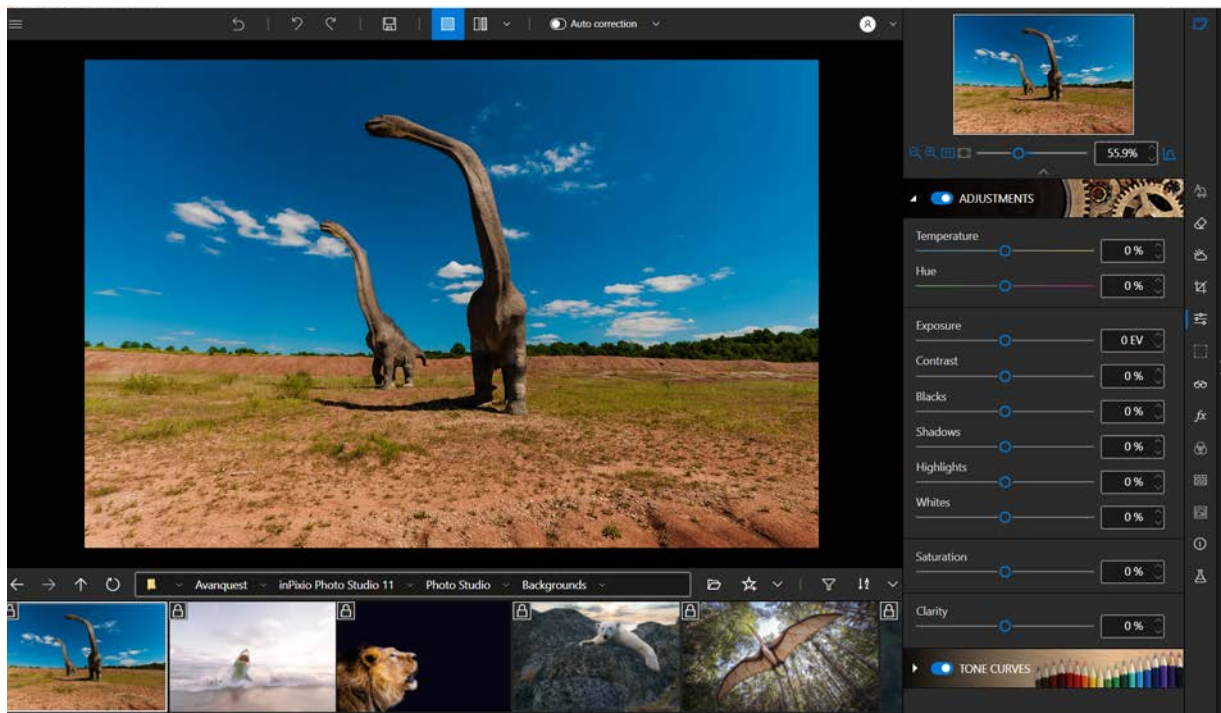 Auto correction
55.9%
ADJUSTMENTS
Temperature
0 %
Hue
0 %
Exposure
0 EV
Contrast
0 %
Blacks
0 %
Shadows
0 %
Highlights
0 %
Whites
0 %
Saturation
0 %
Clarity
0 %
TONE CURVES
fx
Avanquest inPixio Photo Studio 11 Photo Studio Backgrounds